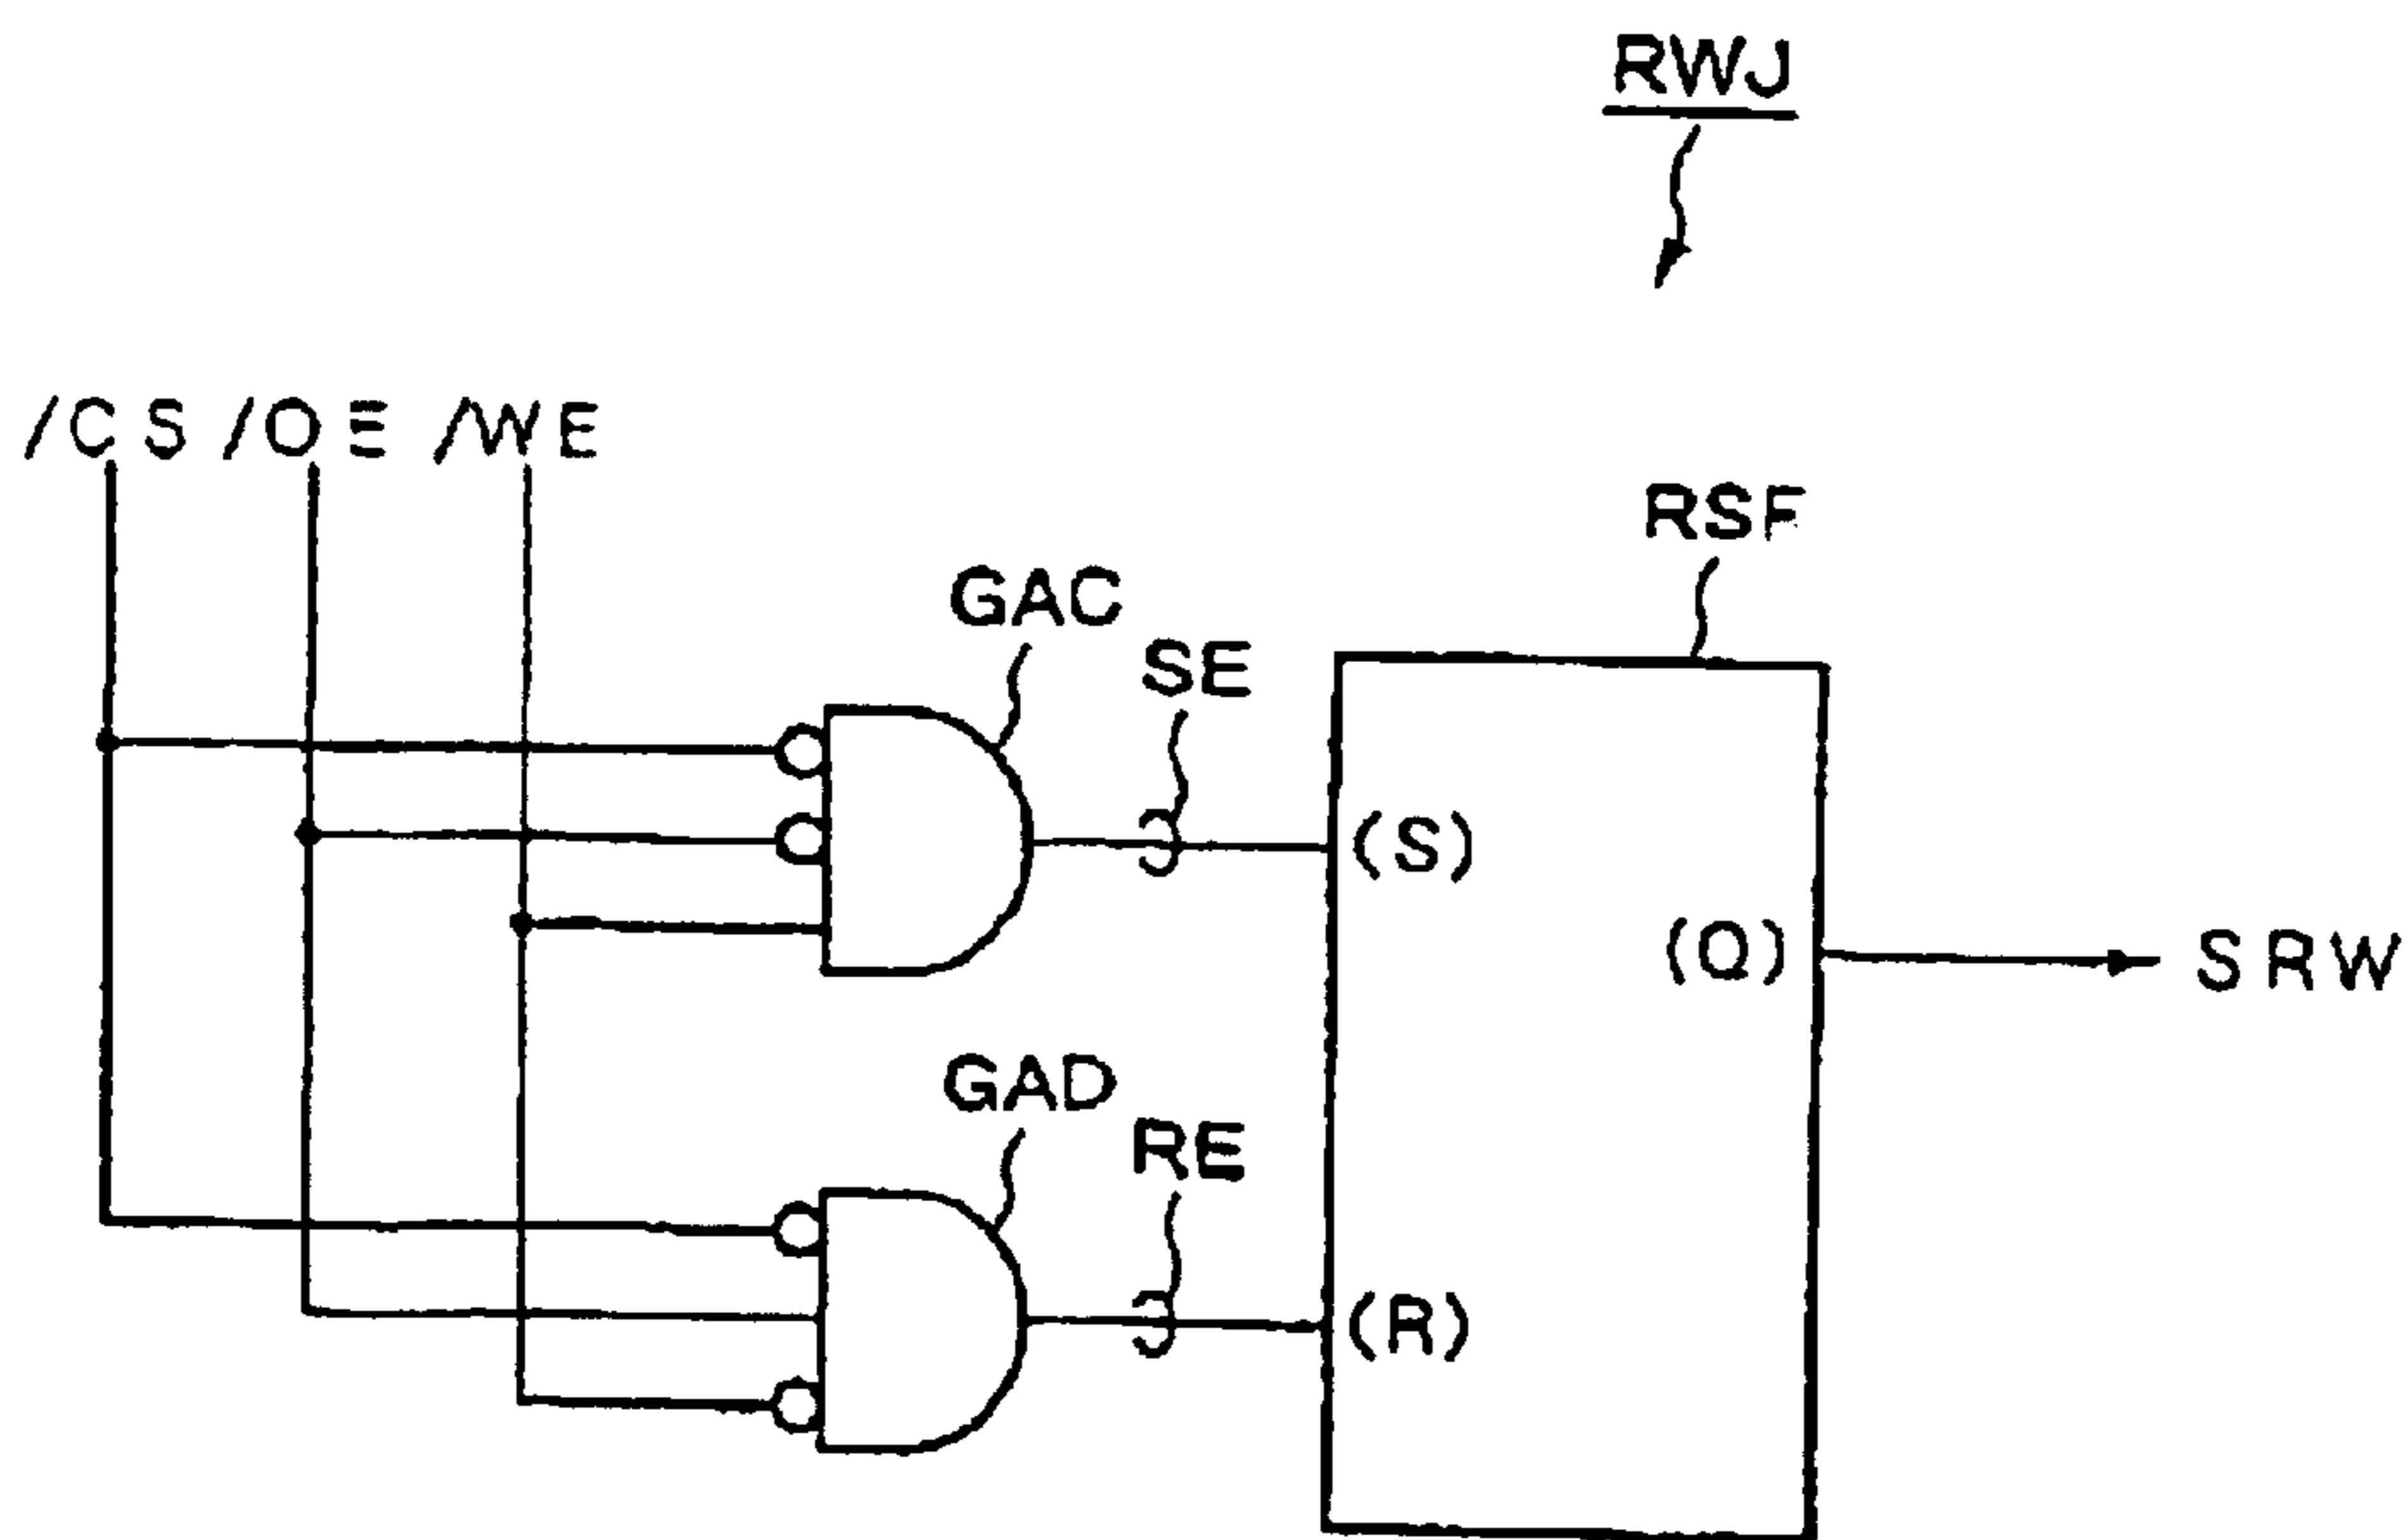 RWJ
/CS /OE /WE
RSF
GAC
SE
(S)
(Q)
SRW
GAD
RE
(R)